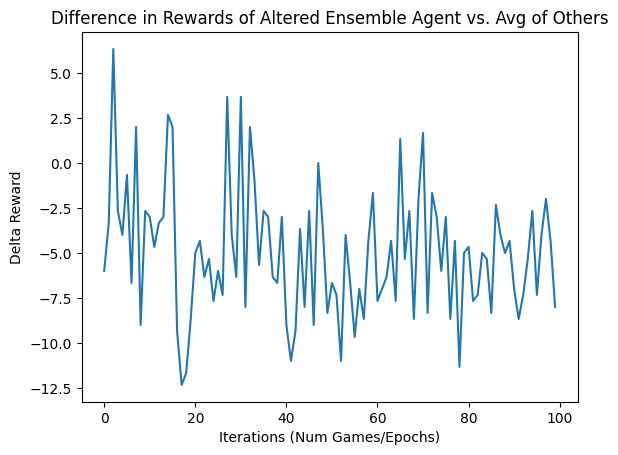 Difference in Rewards of Altered Ensemble Agent vs. Avg of Others
5.0
2.5
0.0
−2.5
−5.0
−7.5
−10.0
−12.5
Delta Reward
0 20 40 60 80 100
Iterations (Num Games/Epochs)